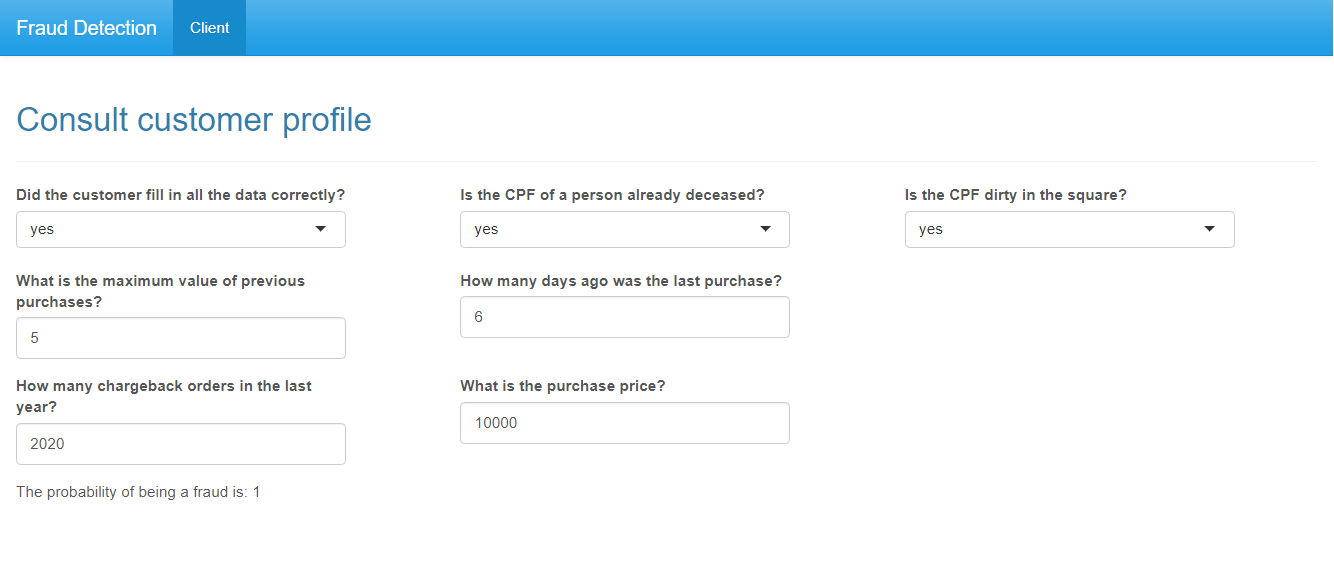 Fraud Detection Client
Consult customer profile
Did the customer fill in all the data correctly? Is the CPF of a person already deceased? Is the CPF dirty in the square?
yes yes yes
What is the maximum value of previous
purchases?
5
How many days ago was the last purchase?
6
How many chargeback orders in the last
year?
2020
What is the purchase price?
10000
The probability of being a fraud is: 1